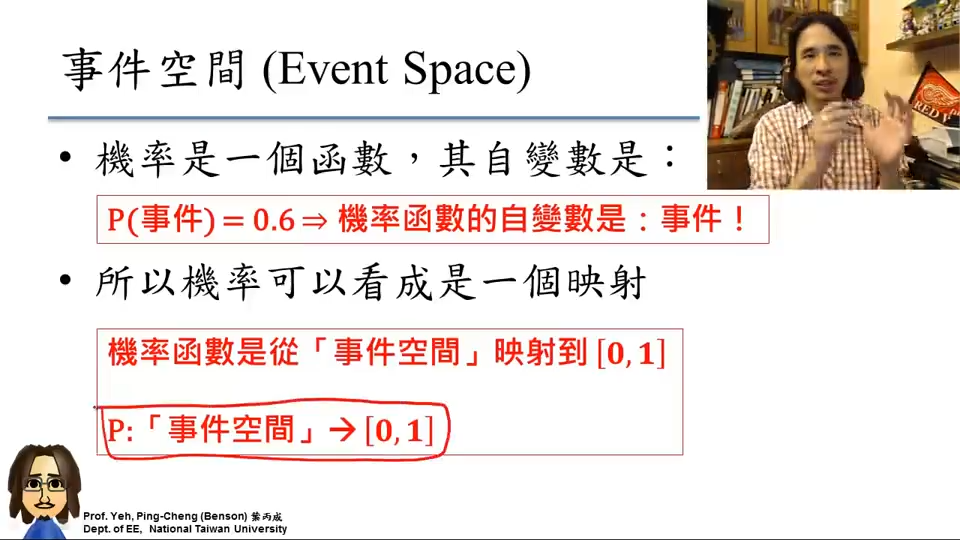 事件空間 (Event Space)
• 機率是一個函數，其自變數是：
P(事件) = 0.6 ⇒ 機率函數的自變數是：事件！
• 所以機率可以看成是一個映射
機率函數是從「事件空間」映射到 [0, 1]
P:「事件空間」→ [0, 1]
Prof. Yeh, Ping-Cheng (Benson) 葉丙成
Dept. of EE, National Taiwan University
RED